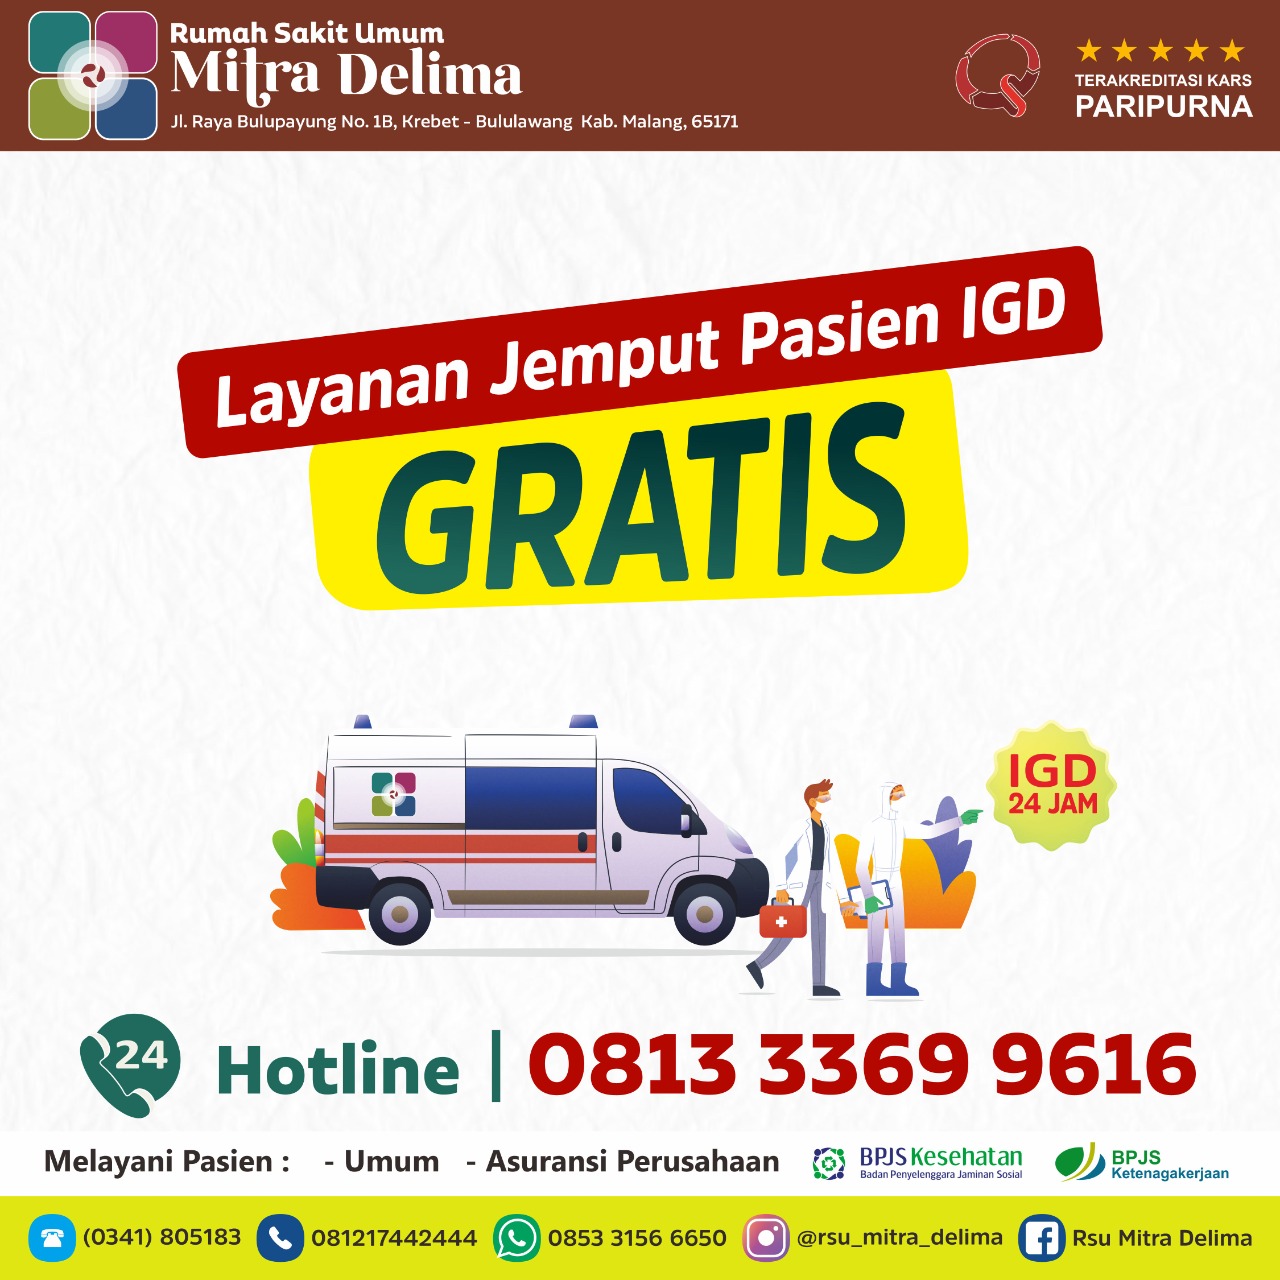 Rumah Sakit Umum
Mitra Delima
Jl. Raya Bulupayung No. 1B, Krebet - Bululawang Kab. Malang, 65171
TERAKREDITASI KARS
PARIPURNA
Layanan Jemput Pasien IGD
GRATIS
IGD
24 JAM
24 Hotline | 0813 3369 9616
Melayani Pasien : - Umum - Asuransi Perusahaan
BPJS Kesehatan
Badan Penyelenggara Jaminan Sosial
BPJS
Ketenagakerjaan
(0341) 805183 081217442444 0853 3156 6650 @rsu_mitra_delima Rsu Mitra Delima